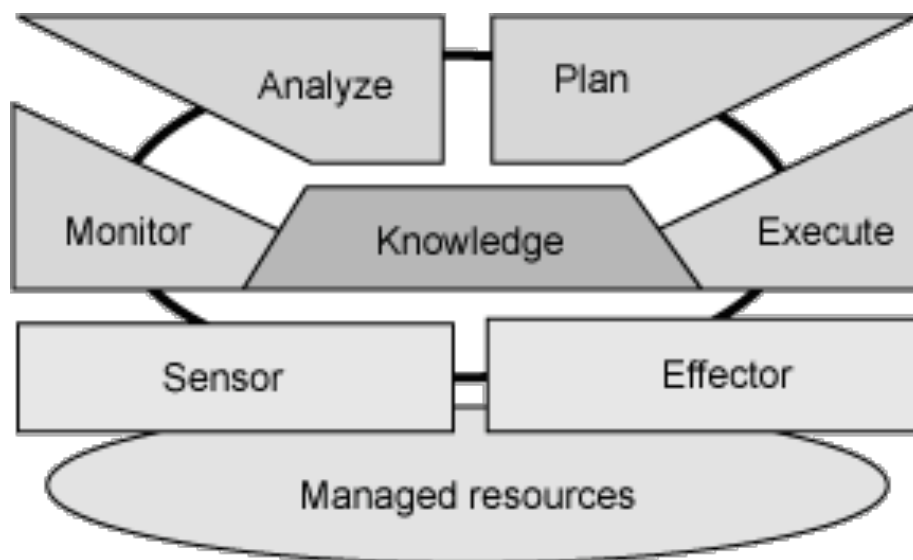 Analyze
Plan
Monitor
Knowledge
Execute
Sensor
Effector
Managed resources